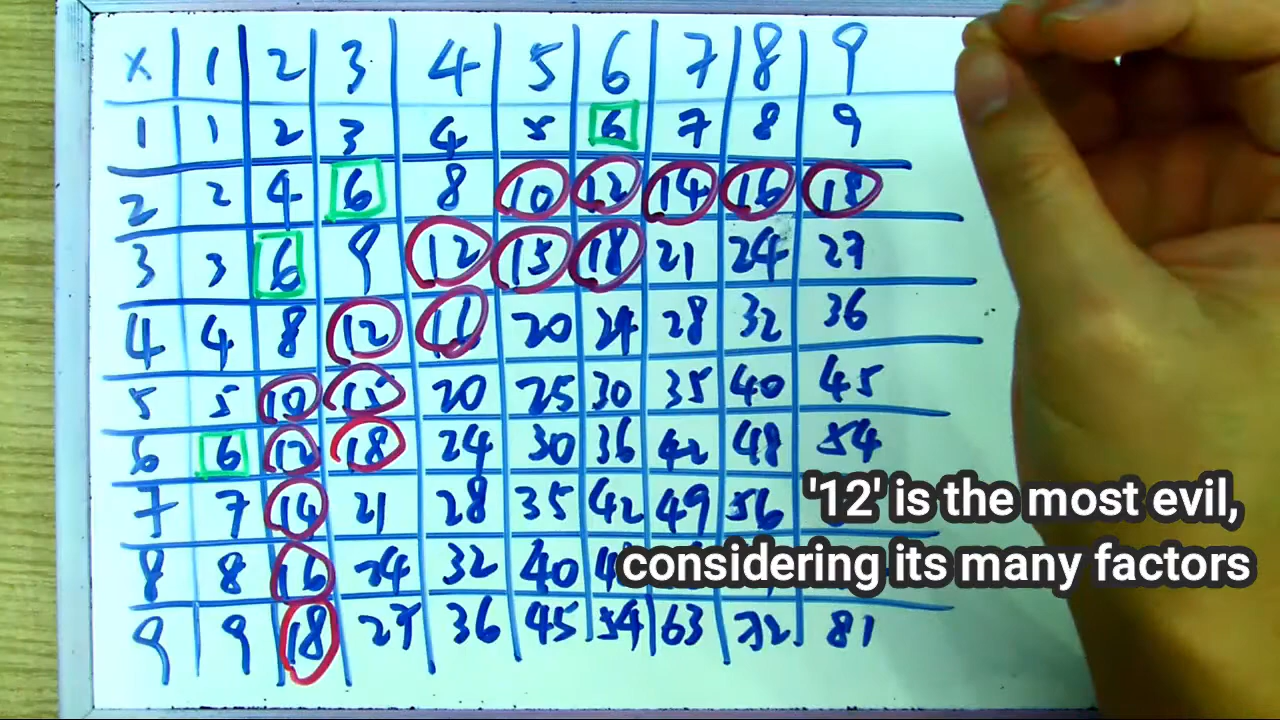 x 1 2 3 4 5 6 7 8 9
1 1 2 3 4 5 6 7 8 9
2 2 4 6 8 10 12 14 16 18
3 3 6 9 12 15 18 21 24 27
4 4 8 12 20 24 28 32 36
5 5 10 15 20 25 30 35 40 45
6 6 12 18 24 30 36 42 48 54
7 7 14 21 28 35 42 49 56
'12' is the most evil,
8 8 16 24 32 40
considering its many factors
9 9 18 27 36 45 54 63 72 81